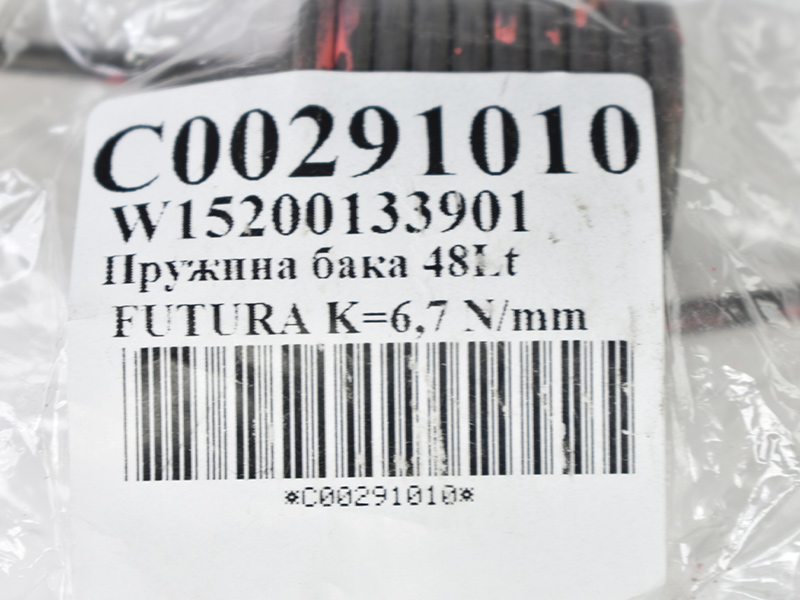 C00291010
W15200133901
Пружина бака 48Lt
FUTURA K=6,7 N/mm
*C00291010*